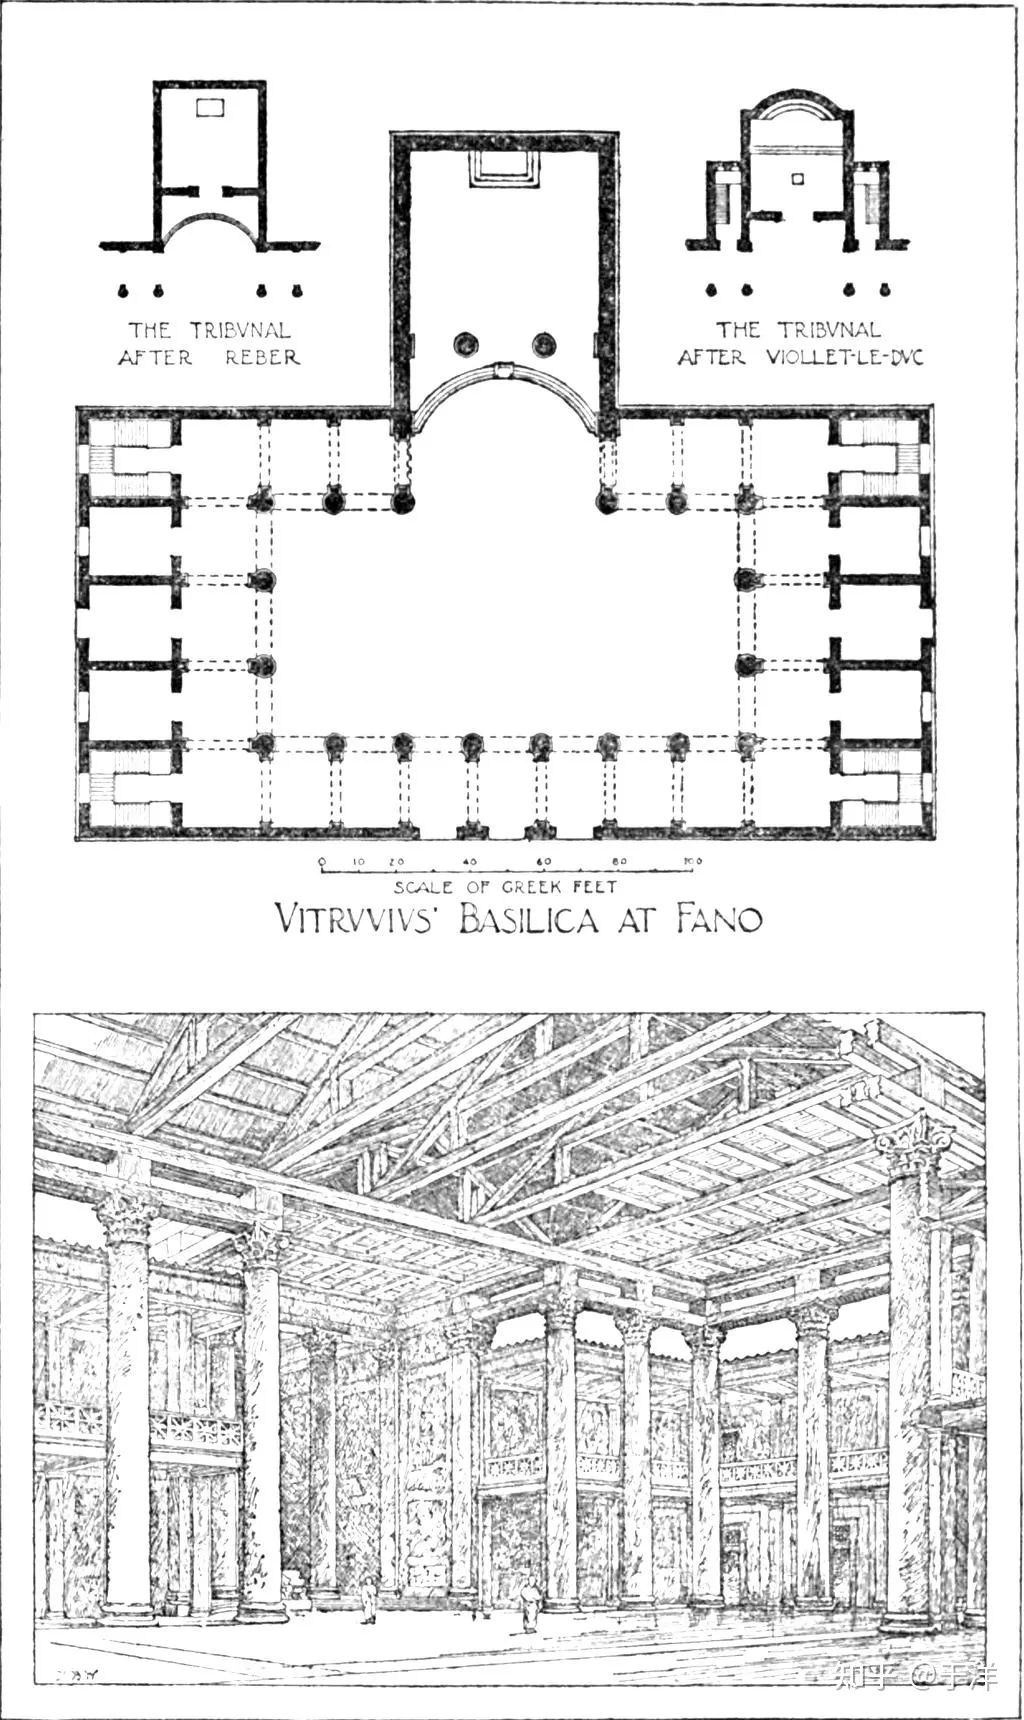 THE TRIBVNAL
AFTER REBER
THE TRIBVNAL
AFTER VIOLLET-LE-DVC
0 10 20 40 60 80 100
SCALE OF GREEK FEET
VITRVVIVS' BASILICA AT FANO
知乎 @于洋